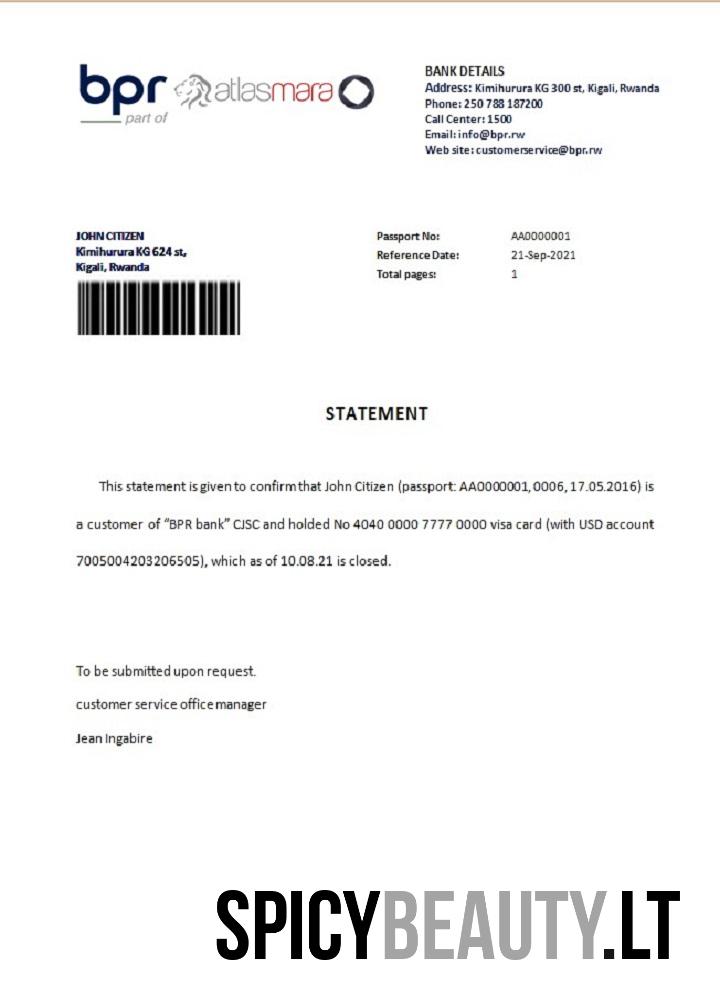 bpr atlasmara
part of
BANK DETAILS
Address: Kimihurura KG 300 st, Kigali, Rwanda
Phone: 250 788 187200
Call Center: 1500
Email: info@bpr.rw
Web site: customerservice@bpr.rw
JOHN CITIZEN
Kimihurura KG 624 st,
Kigali, Rwanda
Passport No: AA0000001
Reference Date: 21-Sep-2021
Total pages: 1
STATEMENT
This statement is given to confirm that John Citizen (passport: AA0000001, 0006, 17.05.2016) is
a customer of “BPR bank” CJSC and holded No 4040 0000 7777 0000 visa card (with USD account
7005004203206505), which as of 10.08.21 is closed.
To be submitted upon request.
customer service office manager
Jean Ingabire
SPICYBEAUTY.LT